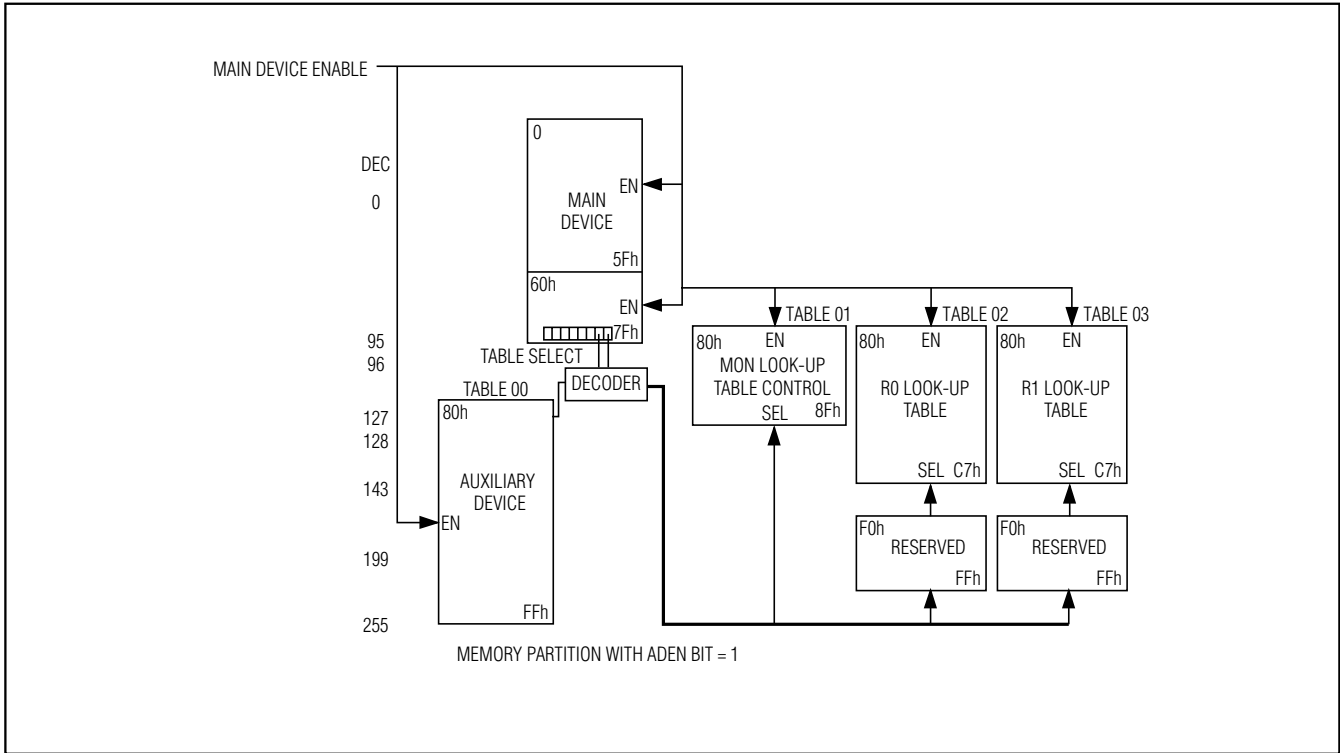 MAIN DEVICE ENABLE
DEC
0
95
96
127
128
143
199
255
0
EN
MAIN
DEVICE
5Fh
60h
EN
7Fh
TABLE SELECT
DECODER
TABLE 00
80h
AUXILIARY
DEVICE
EN
FFh
TABLE 01
80h
EN
MON LOOK-UP
TABLE CONTROL
SEL
8Fh
TABLE 02
80h
EN
R0 LOOK-UP
TABLE
SEL C7h
F0h
RESERVED
FFh
TABLE 03
80h
EN
R1 LOOK-UP
TABLE
SEL C7h
F0h
RESERVED
FFh
MEMORY PARTITION WITH ADEN BIT = 1